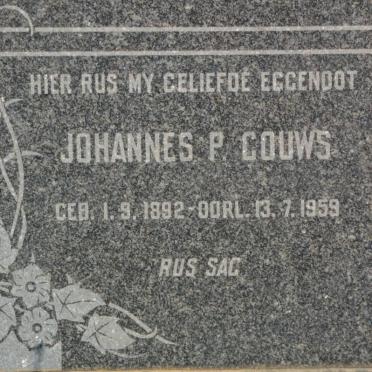 HIER RUS MY GELIEFDE EGGENOOT
JOHANNES P. GOUWS
GEB. 1. 9. 1892 - OORL. 13. 7. 1959
RUS SAG